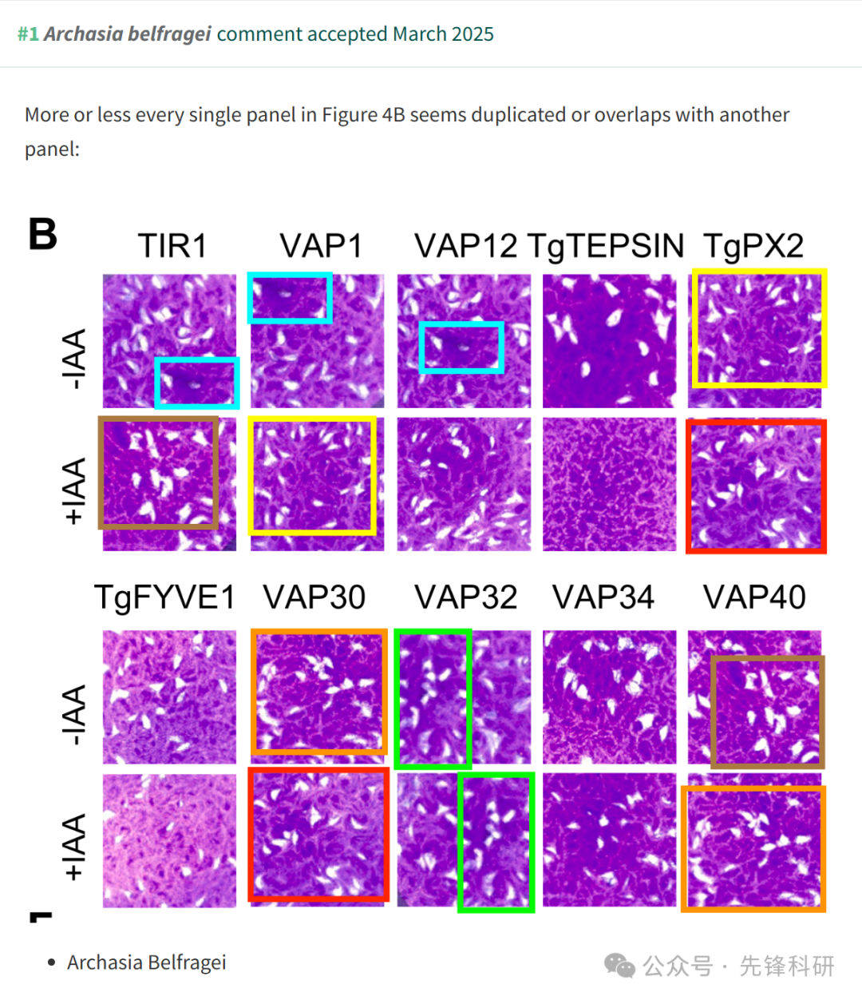 #1 Archasia belfragei comment accepted March 2025
More or less every single panel in Figure 4B seems duplicated or overlaps with another
panel:
B
TIR1 VAP1 VAP12 TgTEPSIN TgPX2
-IAA
+IAA
TgFYVE1 VAP30 VAP32 VAP34 VAP40
-IAA
+IAA
• Archasia Belfragei
公众号 · 先锋科研